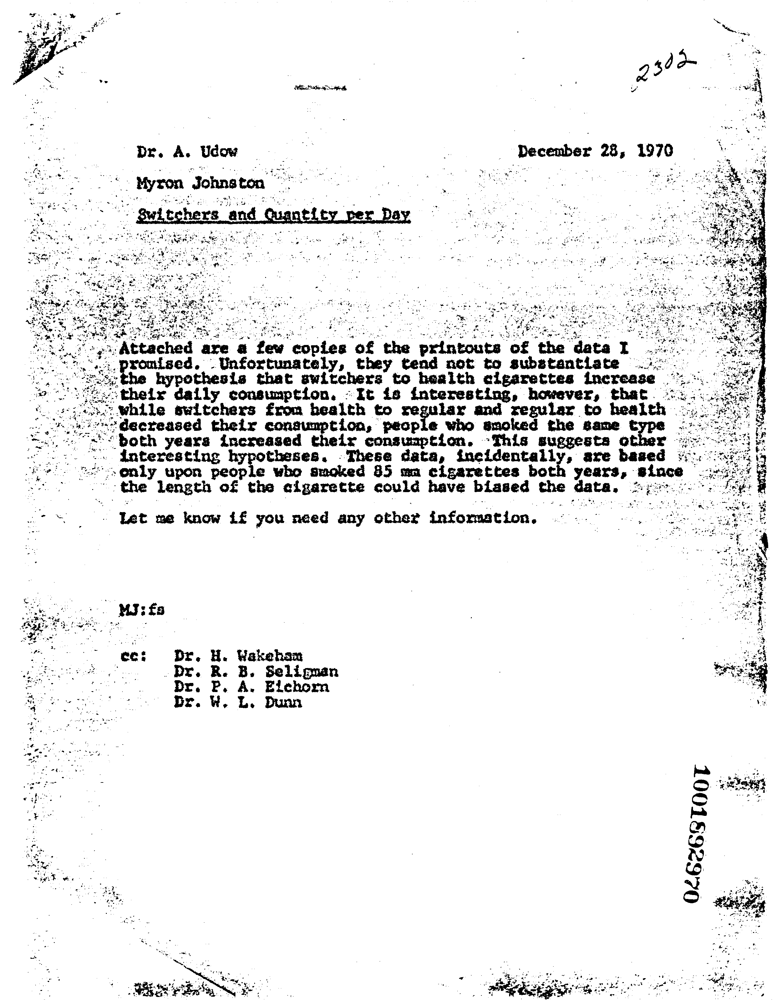 2302
Dr. A. Udow December 28, 1970
Myron Johnston
Switchers and Quantity per Day
Attached are a few copies of the printouts of the data I
promised. Unfortunately, they tend not to substantiate
the hypothesis that switchers to health cigarettes increase
their daily consumption. It is interesting, however, that
while switchers from health to regular and regular to health
decreased their consumption, people who smoked the same type
both years increased their consumption. This suggests other
interesting hypotheses. These data, incidentally, are based
only upon people who smoked 85 mm cigarettes both years, since
the length of the cigarette could have biased the data.
Let me know if you need any other information.
MJ:fs
cc: Dr. H. Wakeham
Dr. R. B. Seligman
Dr. P. A. Eichorn
Dr. W. L. Dunn
1001892970